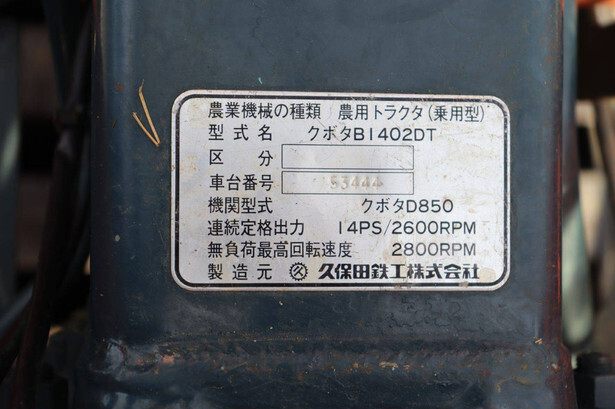 農業機械の種類 農用トラクタ(乗用型)
型式名 クボタB1402DT
区分
車台番号 53444
機関型式 クボタD850
連続定格出力 14PS/2600RPM
無負荷最高回転速度 2800RPM
製造元 久保田鉄工株式会社